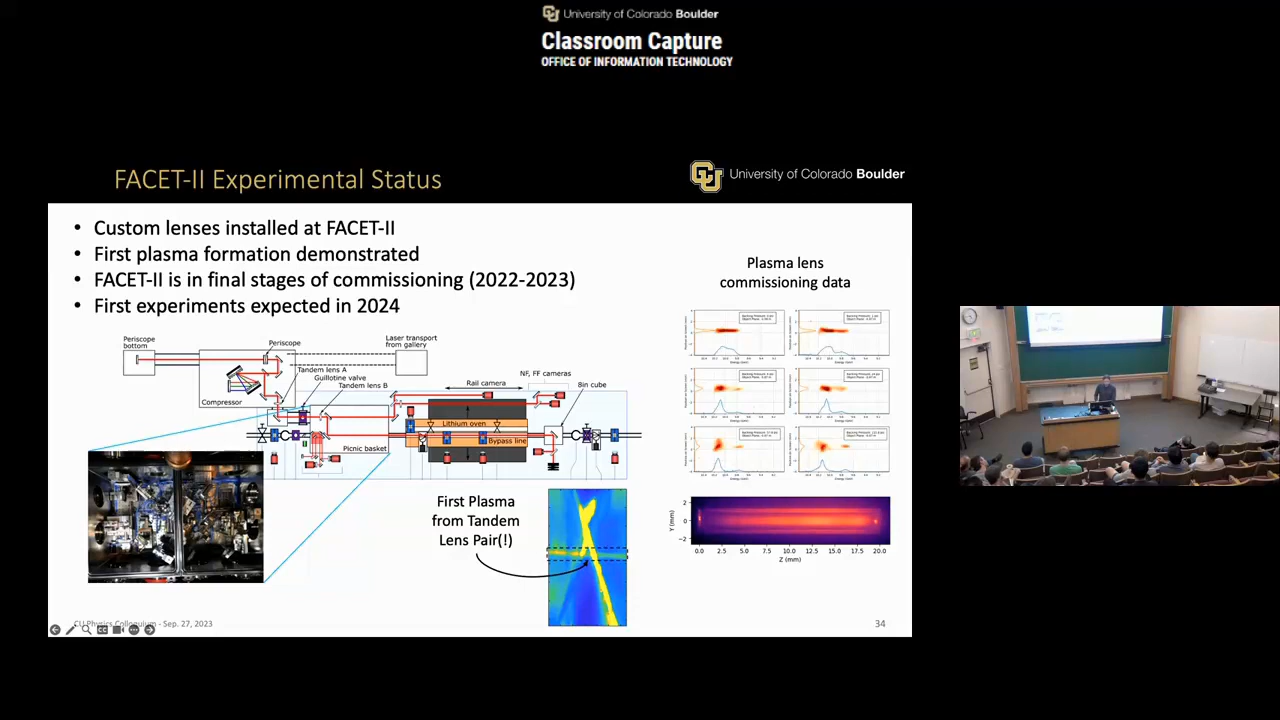 University of Colorado Boulder
Classroom Capture
OFFICE OF INFORMATION TECHNOLOGY
FACET-II Experimental Status
University of Colorado Boulder
• Custom lenses installed at FACET-II
• First plasma formation demonstrated
• FACET-II is in final stages of commissioning (2022-2023)
• First experiments expected in 2024
Plasma lens
commissioning data
Periscope
bottom
Periscope
Laser transport
from gallery
Tandem lens A
Guillotine valve
Tandem lens B
Compressor
Rail camera
NF, FF cameras
8in cube
Lithium oven
Bypass line
Picnic basket
First Plasma
from Tandem
Lens Pair(!)
Y (mm)
2
0
−2
0.0 2.5 5.0 7.5 10.0 12.5 15.0 17.5 20.0
Z (mm)
CU Physics Colloquium - Sep. 27, 2023
34